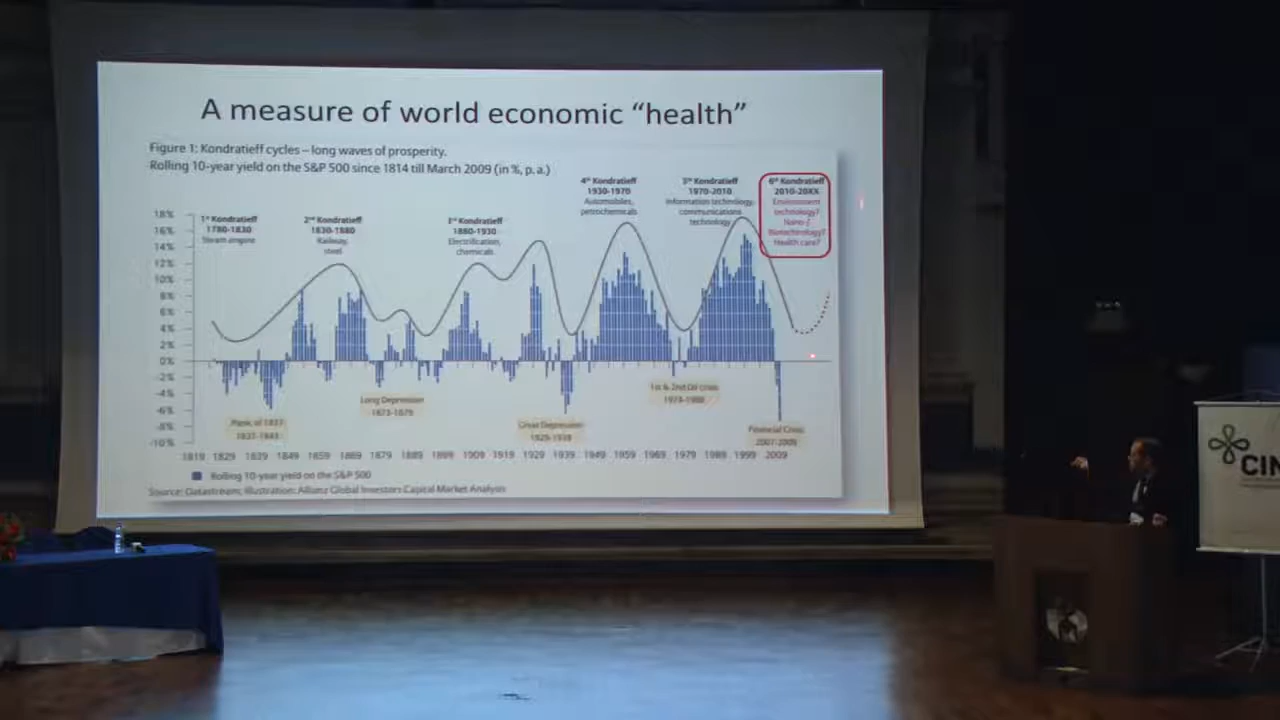 A measure of world economic “health”
Figure 1: Kondratieff cycles – long waves of prosperity.
Rolling 10-year yield on the S&P 500 since 1814 till March 2009 (in %, p. a.)
1st Kondratieff
1780-1830
Steam engine
2nd Kondratieff
1830-1880
Railway,
steel
3rd Kondratieff
1880-1930
Electrification,
chemicals
4th Kondratieff
1930-1970
Automobiles,
petrochemicals
5th Kondratieff
1970-2010
Information technology,
communications
technology
6th Kondratieff
2010-20XX
Environment
technology?
Nano-/
Biotechnology?
Health care?
18%
16%
14%
12%
10%
8%
6%
4%
2%
0%
-2%
-4%
-6%
-8%
-10%
Panic of 1837
1837-1843
Long Depression
1873-1879
Great Depression
1929-1939
1st & 2nd Oil crisis
1974-1980
Financial Crisis
2007-2009
1819 1829 1839 1849 1859 1869 1879 1889 1899 1909 1919 1929 1939 1949 1959 1969 1979 1989 1999 2009
Rolling 10-year yield on the S&P 500
Source: Datastream; Illustration: Allianz Global Investors Capital Market Analysis
CIN